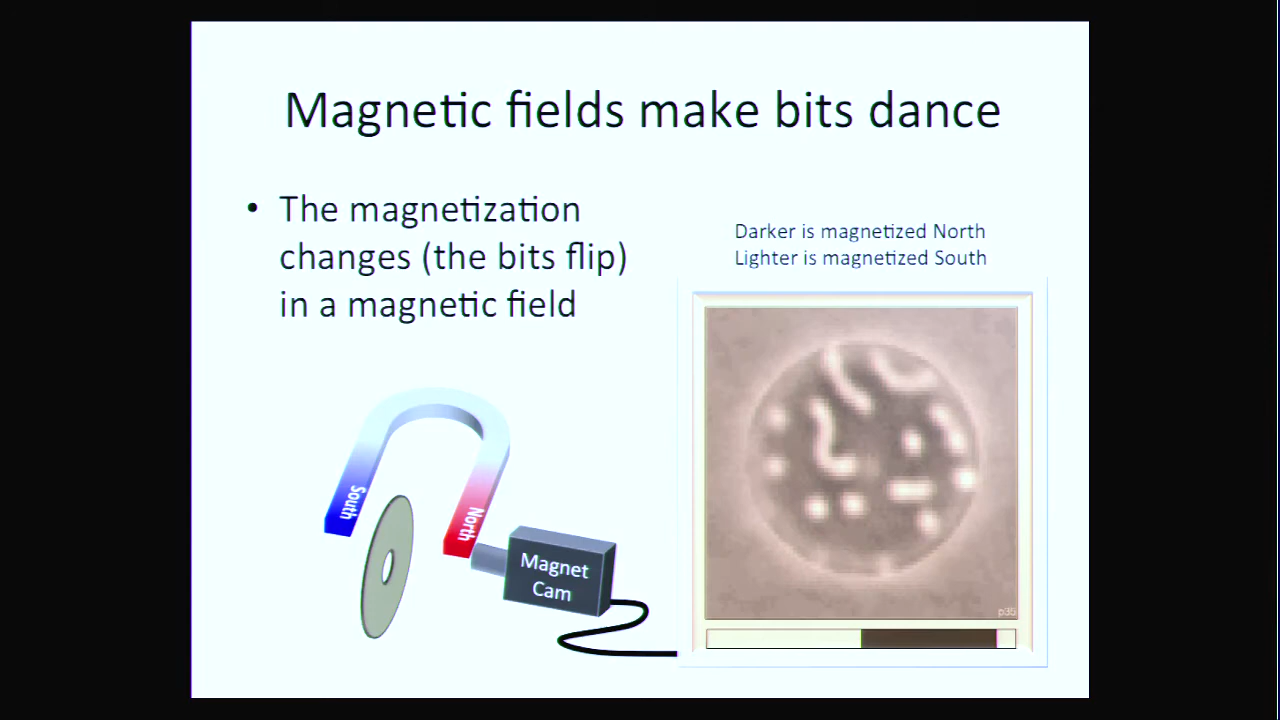 Magnetic fields make bits dance
• The magnetization
changes (the bits flip)
in a magnetic field
Darker is magnetized North
Lighter is magnetized South
South
North
Magnet
Cam
p35